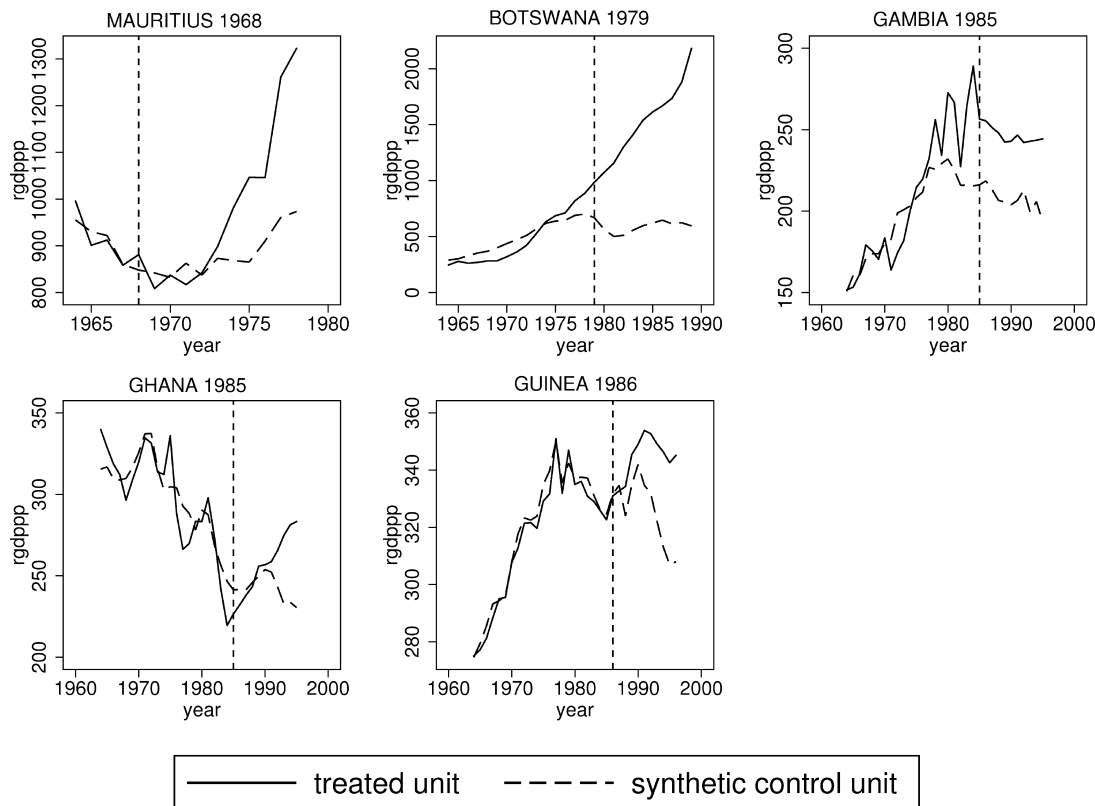 MAURITIUS 1968
rgdppp
800 900 1000 1100 1200 1300
1965 1970 1975 1980
year
BOTSWANA 1979
rgdppp
0 500 1000 1500 2000
1965 1970 1975 1980 1985 1990
year
GAMBIA 1985
rgdppp
150 200 250 300
1960 1970 1980 1990 2000
year
GHANA 1985
rgdppp
200 250 300 350
1960 1970 1980 1990 2000
year
GUINEA 1986
rgdppp
280 300 320 340 360
1960 1970 1980 1990 2000
year
treated unit synthetic control unit